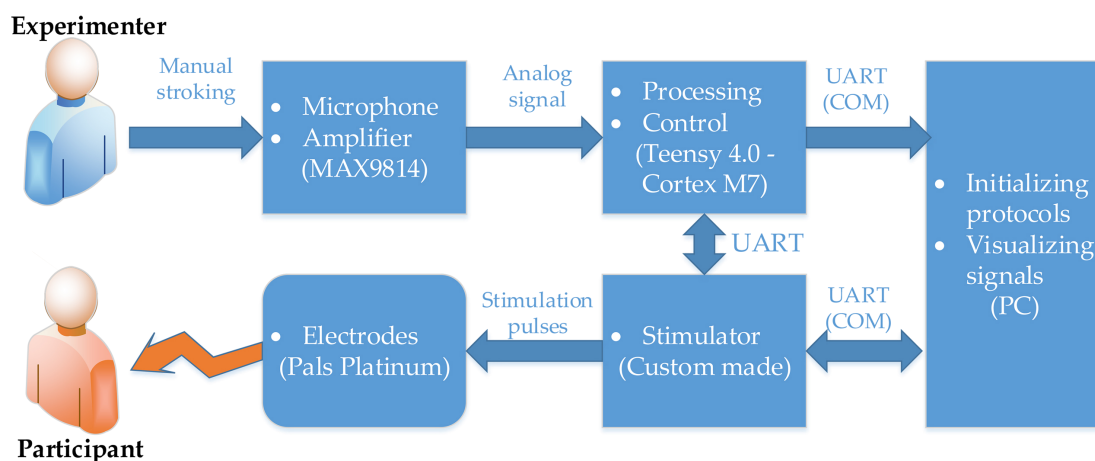 Experimenter
Manual
stroking
• Microphone
• Amplifier
(MAX9814)
Analog
signal
• Processing
• Control
(Teensy 4.0 -
Cortex M7)
UART
(COM)
• Initializing
protocols
• Visualizing
signals
(PC)
UART
• Electrodes
(Pals Platinum)
Stimulation
pulses
• Stimulator
(Custom made)
UART
(COM)
Participant